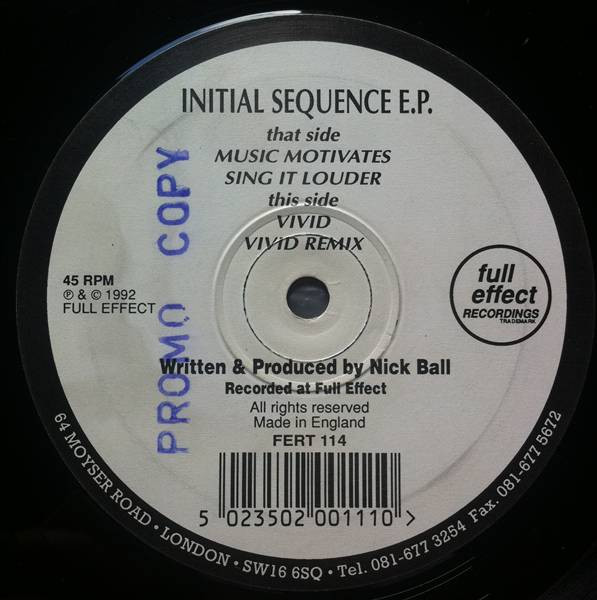 INITIAL SEQUENCE E.P.
that side
MUSIC MOTIVATES
SING IT LOUDER
this side
VIVID
VIViD REMIX
PROMO COPY
45 RPM
℗ & © 1992
FULL EFFECT
full
effect
RECORDINGS
TRADEMARK
Written & Produced by Nick Ball
Recorded at Full Effect
All rights reserved
Made in England
FERT 114
5 023502 001110 >
64 MOYSER ROAD • LONDON • SW16 6SQ • Tel. 081-677 3254 Fax. 081-677 5672